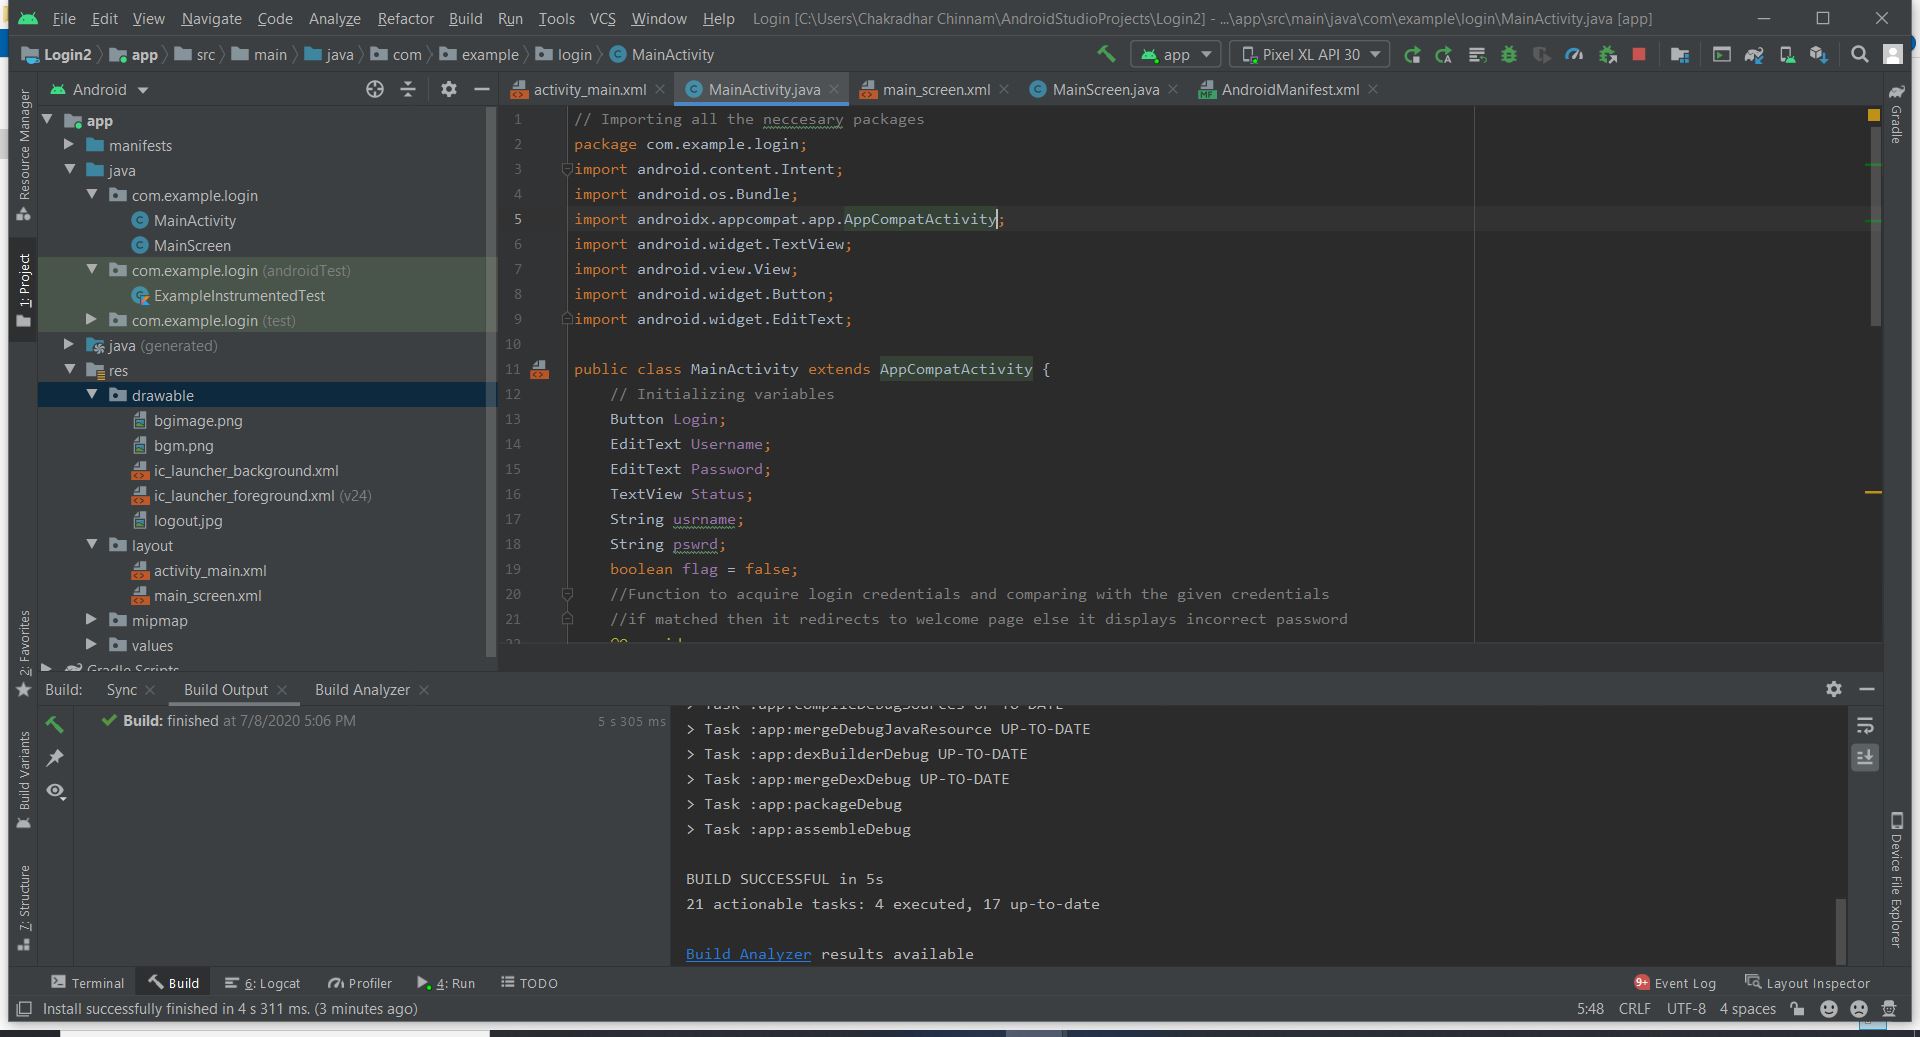 File Edit View Navigate Code Analyze Refactor Build Run Tools VCS Window Help Login [C:\Users\Chakradhar Chinnam\AndroidStudioProjects\Login2] - ...\app\src\main\java\com\example\login\MainActivity.java [app]
Login2 app src main java com example login MainActivity app Pixel XL API 30
Android
activity_main.xml MainActivity.java main_screen.xml MainScreen.java AndroidManifest.xml
Resource Manager
1: Project
2: Favorites
Build Variants
7: Structure
app
manifests
java
com.example.login
MainActivity
MainScreen
com.example.login (androidTest)
ExampleInstrumentedTest
com.example.login (test)
java (generated)
res
drawable
bgimage.png
bgm.png
ic_launcher_background.xml
ic_launcher_foreground.xml (v24)
logout.jpg
layout
activity_main.xml
main_screen.xml
mipmap
values
Gradle Scripts
1 // Importing all the neccesary packages
2 package com.example.login;
3 import android.content.Intent;
4 import android.os.Bundle;
5 import androidx.appcompat.app.AppCompatActivity;
6 import android.widget.TextView;
7 import android.view.View;
8 import android.widget.Button;
9 import android.widget.EditText;
10
11 public class MainActivity extends AppCompatActivity {
12 // Initializing variables
13 Button Login;
14 EditText Username;
15 EditText Password;
16 TextView Status;
17 String usrname;
18 String pswrd;
19 boolean flag = false;
20 //Function to acquire login credentials and comparing with the given credentials
21 //if matched then it redirects to welcome page else it displays incorrect password
Gradle
Device File Explorer
Build: Sync Build Output Build Analyzer
Build: finished at 7/8/2020 5:06 PM 5 s 305 ms
> Task :app:compileDebugSources UP-TO-DATE
> Task :app:mergeDebugJavaResource UP-TO-DATE
> Task :app:dexBuilderDebug UP-TO-DATE
> Task :app:mergeDexDebug UP-TO-DATE
> Task :app:packageDebug
> Task :app:assembleDebug
BUILD SUCCESSFUL in 5s
21 actionable tasks: 4 executed, 17 up-to-date
Build Analyzer results available
Terminal Build 6: Logcat Profiler 4: Run TODO 9+ Event Log Layout Inspector
Install successfully finished in 4 s 311 ms. (3 minutes ago) 5:48 CRLF UTF-8 4 spaces